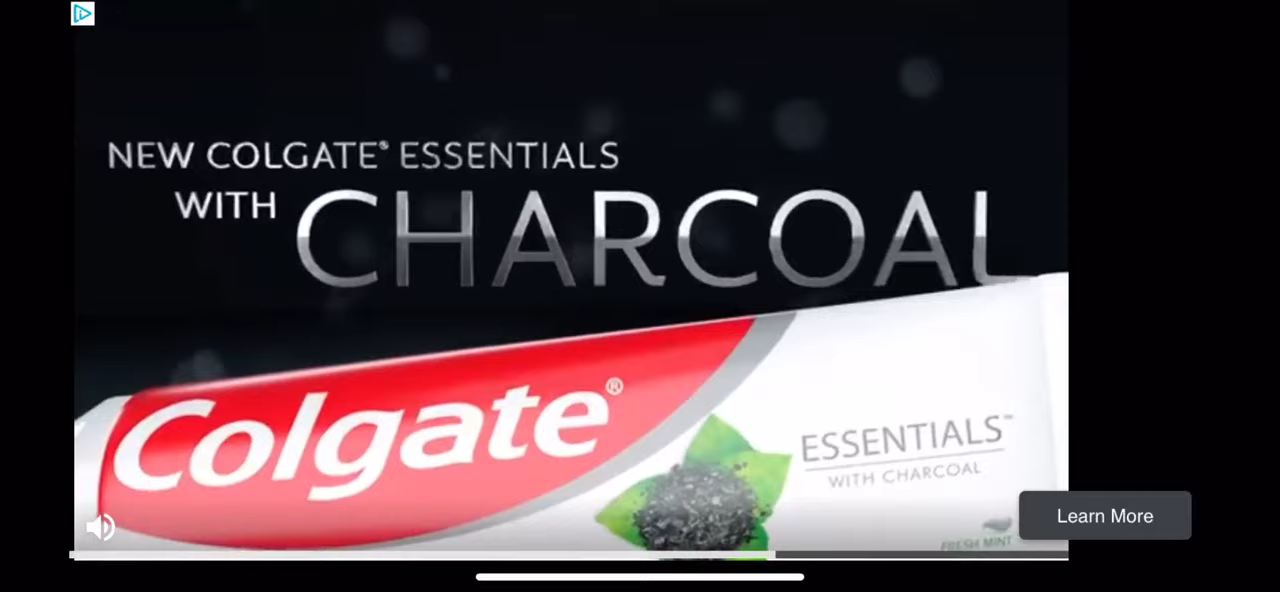 NEW COLGATE® ESSENTIALS
WITH CHARCOAL
Colgate®
ESSENTIALS™
WITH CHARCOAL
FRESH MINT
Learn More